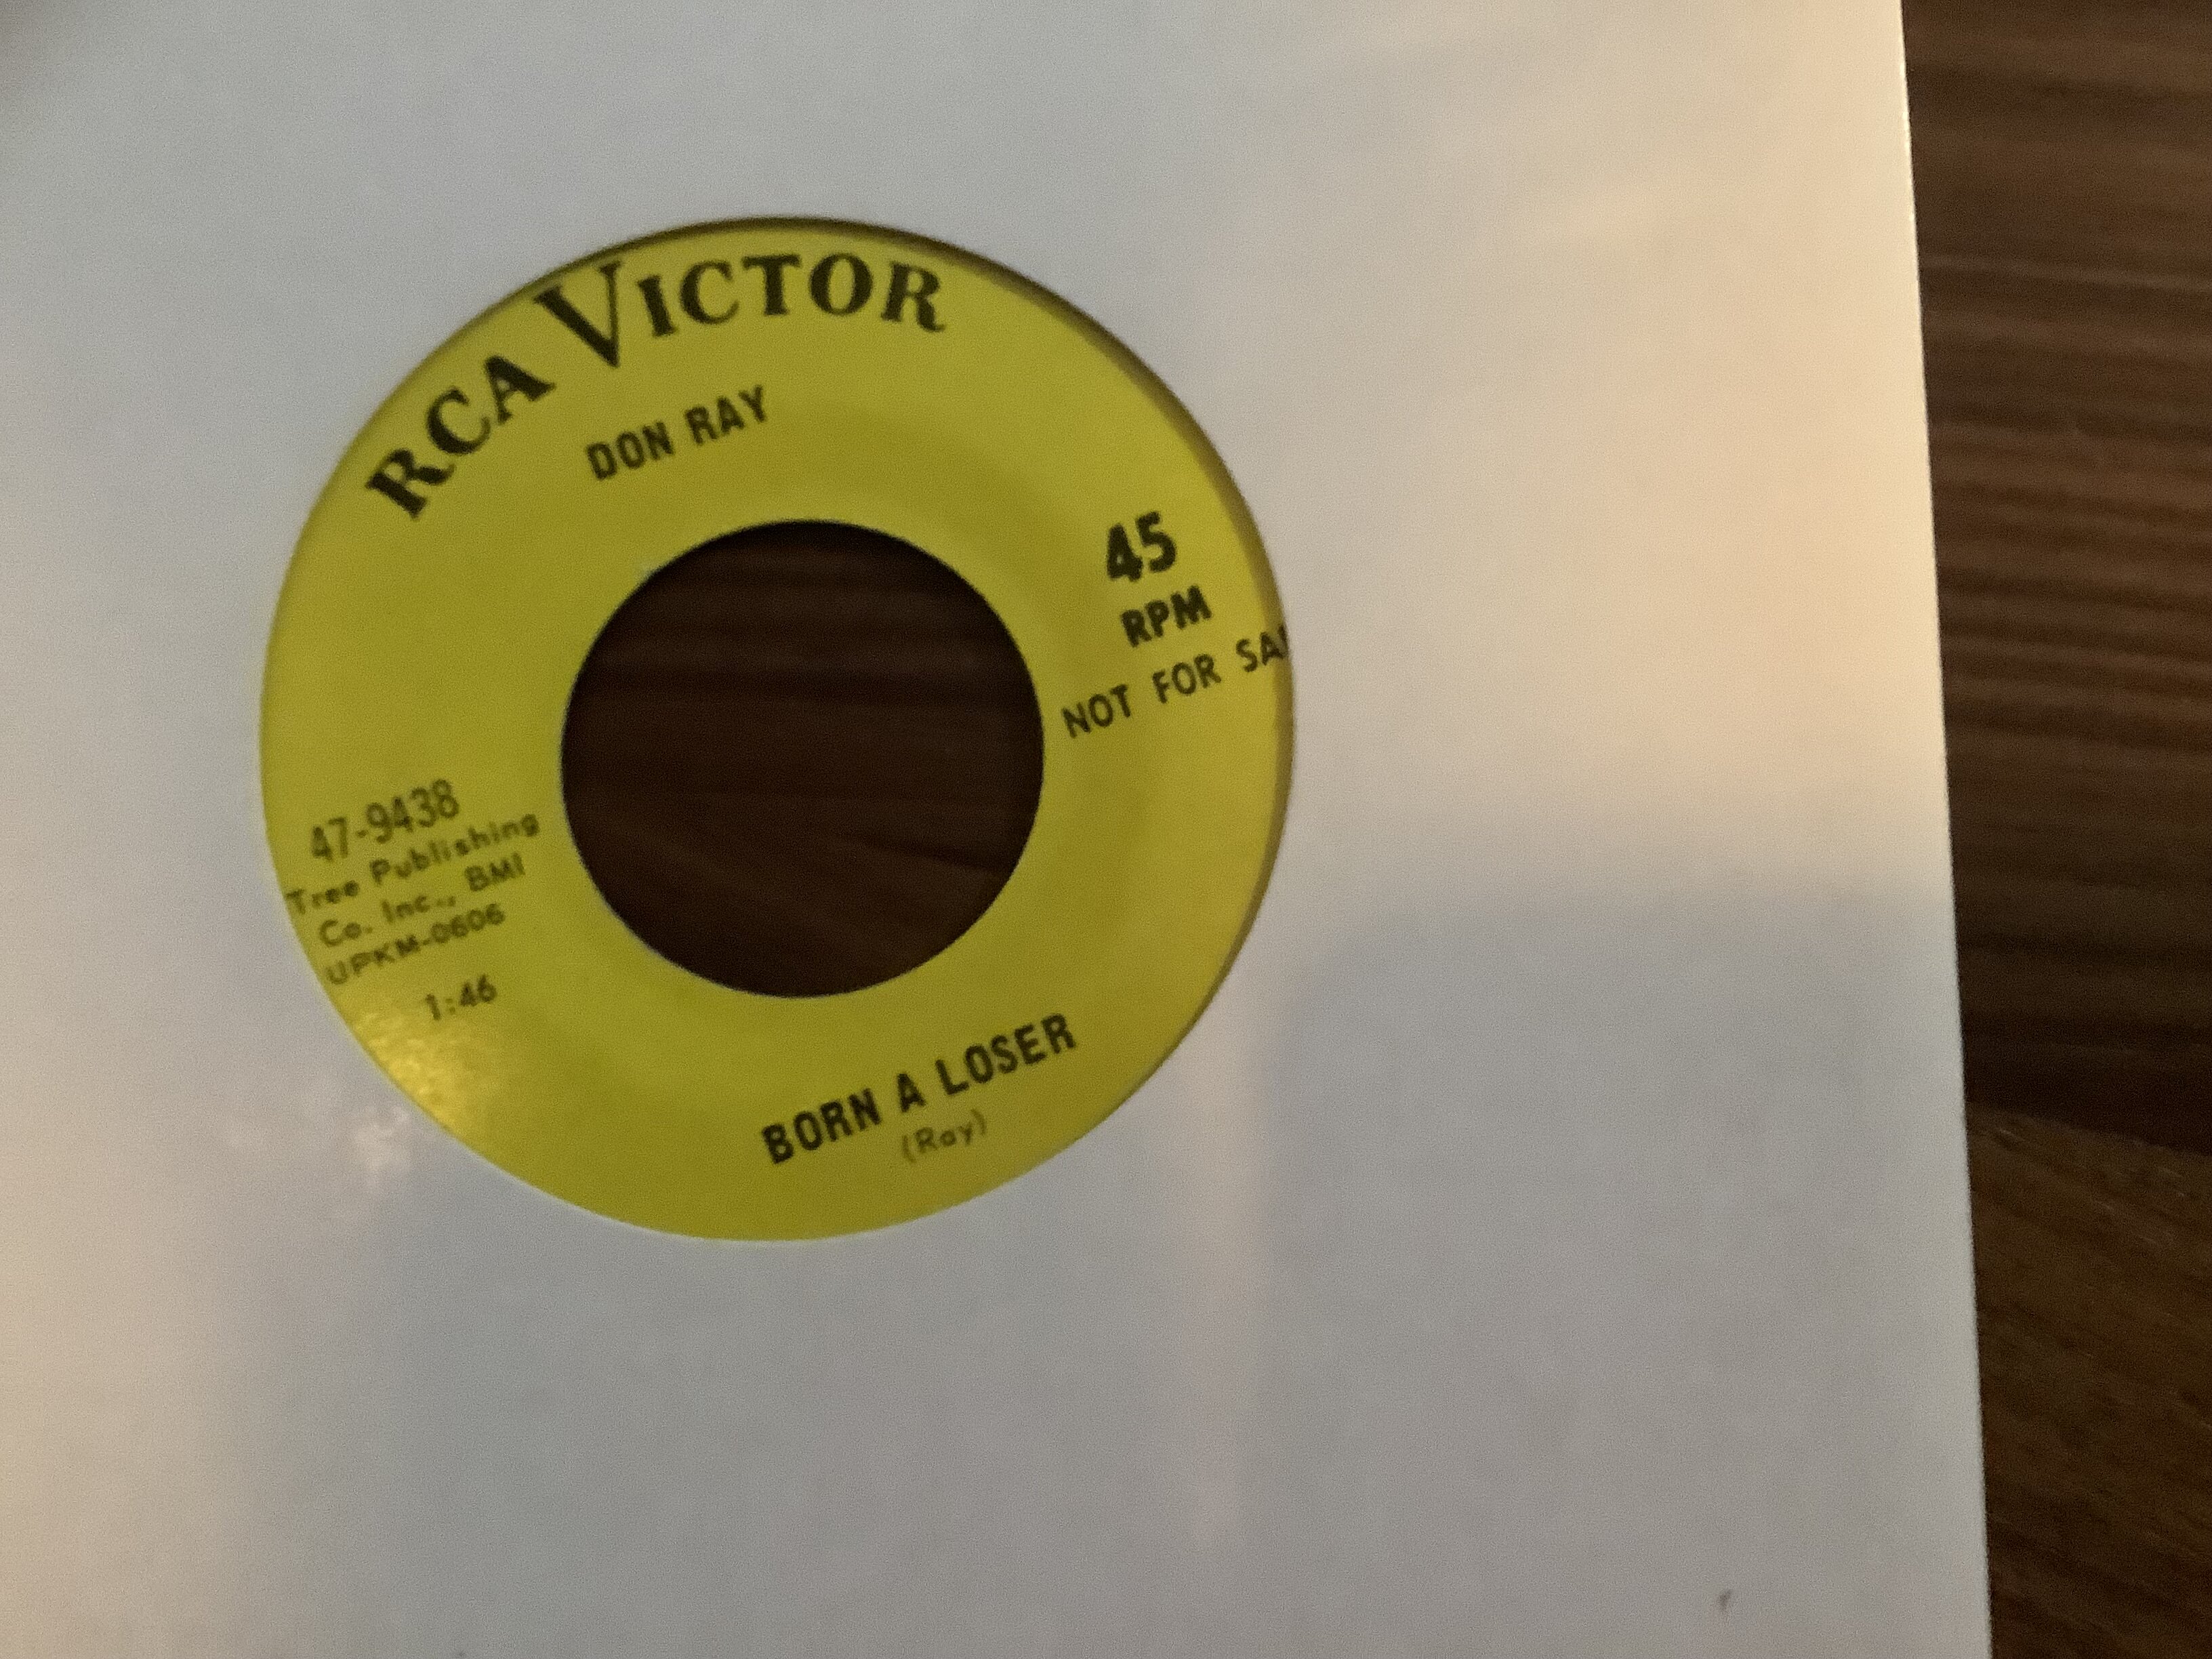 RCA VICTOR
DON RAY
45
RPM
NOT FOR SAL
47-9438
Tree Publishing
Co. Inc., BMI
UPKM-0606
1:46
BORN A LOSER
(Ray)